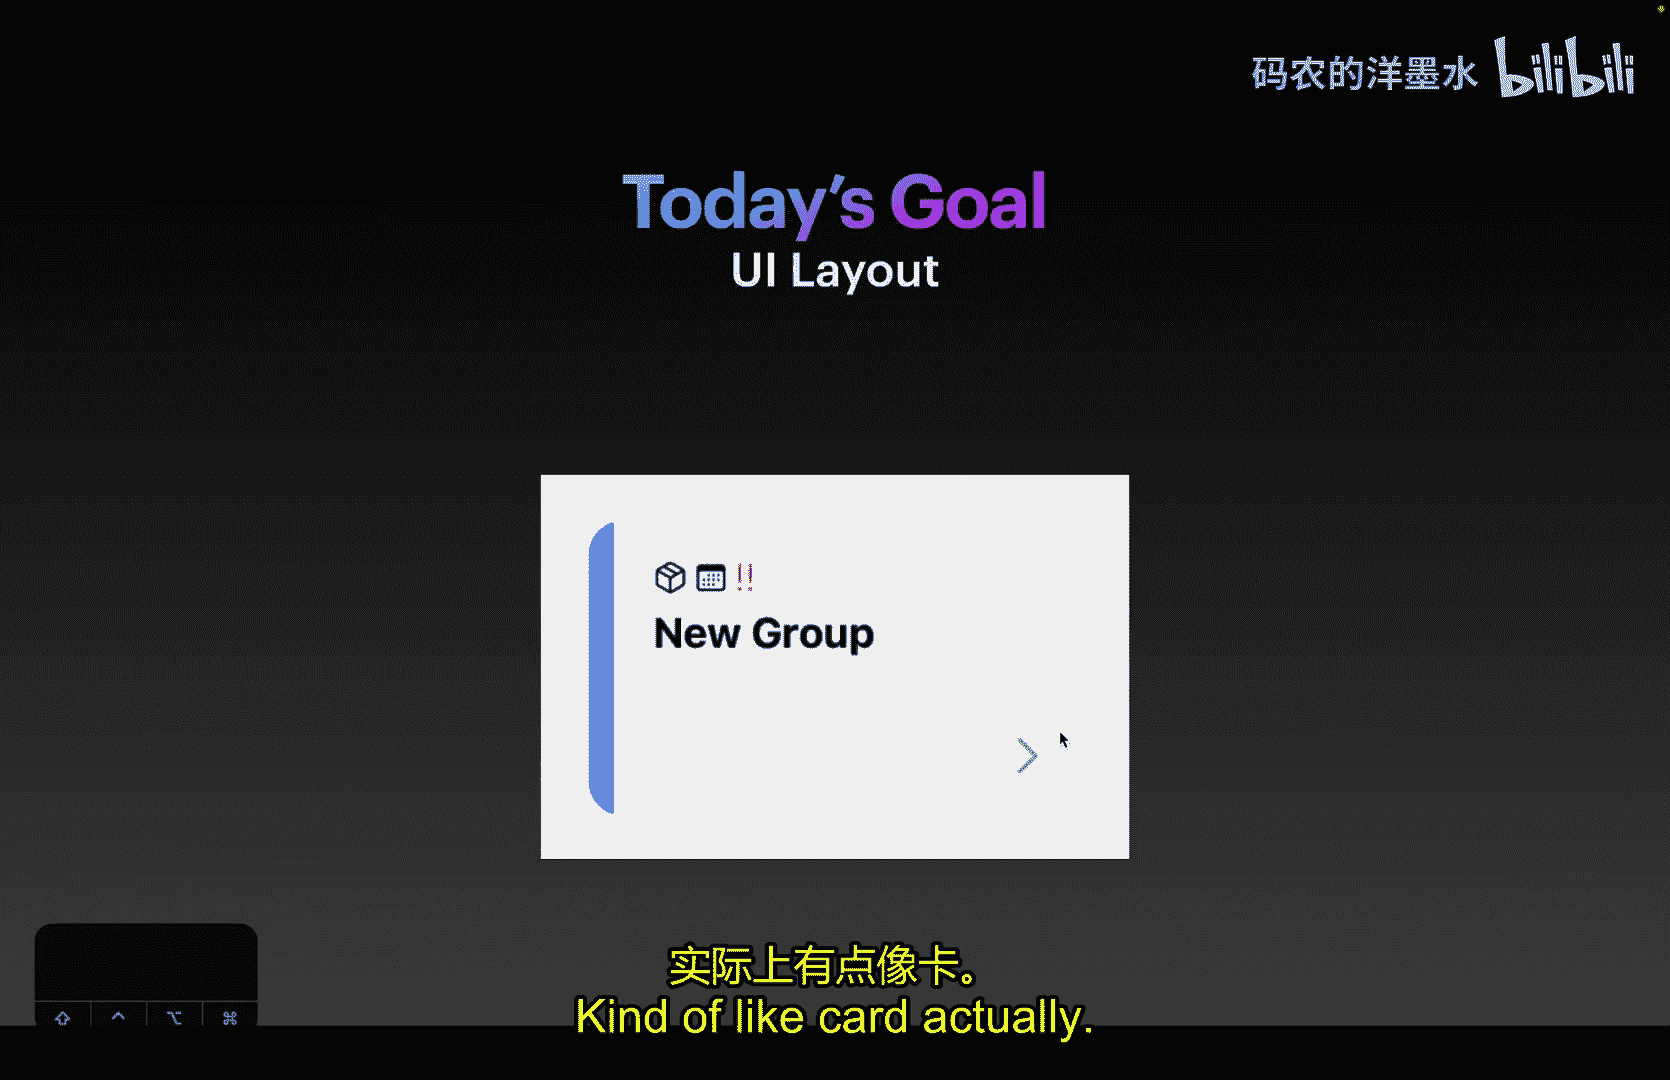 码农的洋墨水 bilibili
Today's Goal
UI Layout
!!
New Group
实际上有点像卡。
Kind of like card actually.